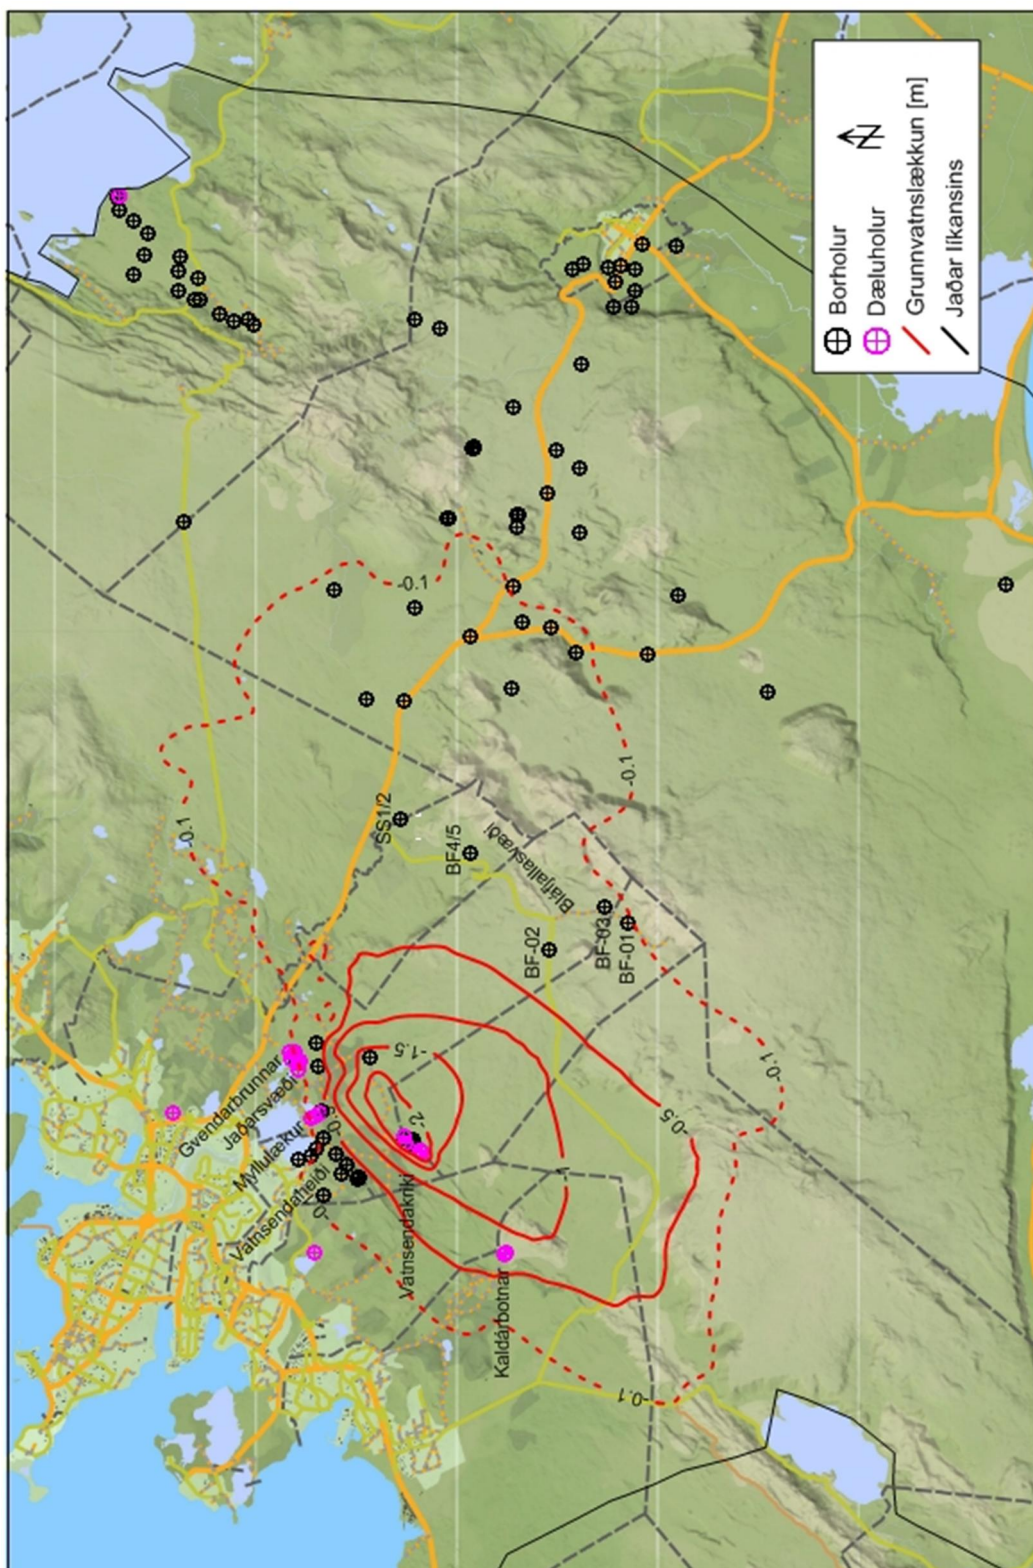 Borholur
Dæluholur
Grunnvatnslækkun [m]
Jaðar líkansins
N
-0.1
-0.1
-0.1
-0.1
-0.1
-0.5
-1.5
-2
-1
SS1/2
BF4/5
BF-02
BF-03
BF-01
Bláfjallasvæði
Gvendarbrunnar
Jaðarsvæði
Myllulækur
Vatnsendaheiði
Vatnsendakriki
Kaldárbotnar